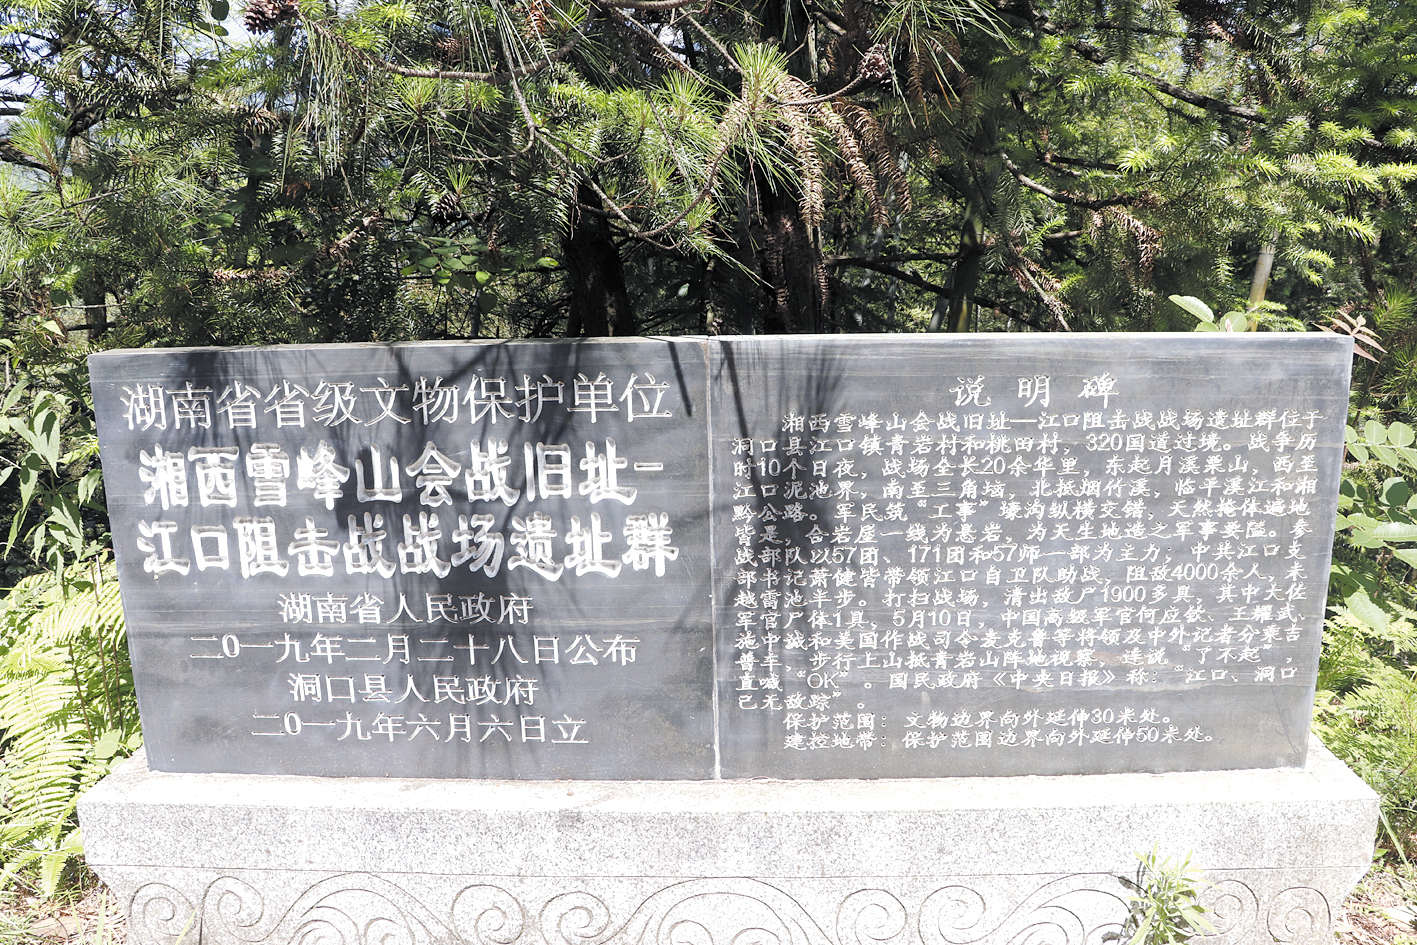 湖南省省级文物保护单位
湘西雪峰山会战旧址—
江口阻击战战场遗址群
湖南省人民政府
二0一九年二月二十八日公布
洞口县人民政府
二0一九年六月六日立
说明碑
湘西雪峰山会战旧址—江口阻击战战场遗址群位于
洞口县江口镇青岩村和桃田村，320国道过境。战争历
时10个日夜，战场全长20余华里，东起月溪栗山，西至
江口泥池界，南至三角垴，北抵烟竹溪，临平溪江和湘
黔公路。军民筑“工事”壕沟纵横交错，天然掩体遍地
皆是，合岩屋一线为悬岩，为天生地造之军事要隘。参
战部队以57团、171团和57师一部为主力；中共江口支
部书记萧健皆带领江口自卫队助战，阻敌4000余人，未
越雷池半步。打扫战场，清出敌尸1900多具，其中大佐
军官尸体1具，5月10日，中国高级军官何应钦、王耀武、
施中诚和美国作战司令麦克鲁等将领及中外记者分乘吉
普车，步行上山抵青岩山阵地视察，连说“了不起”，
直喊“OK”。国民政府《中央日报》称：“江口、洞口
已无敌踪”。
保护范围：文物边界向外延伸30米处。
建控地带：保护范围边界向外延伸50米处。